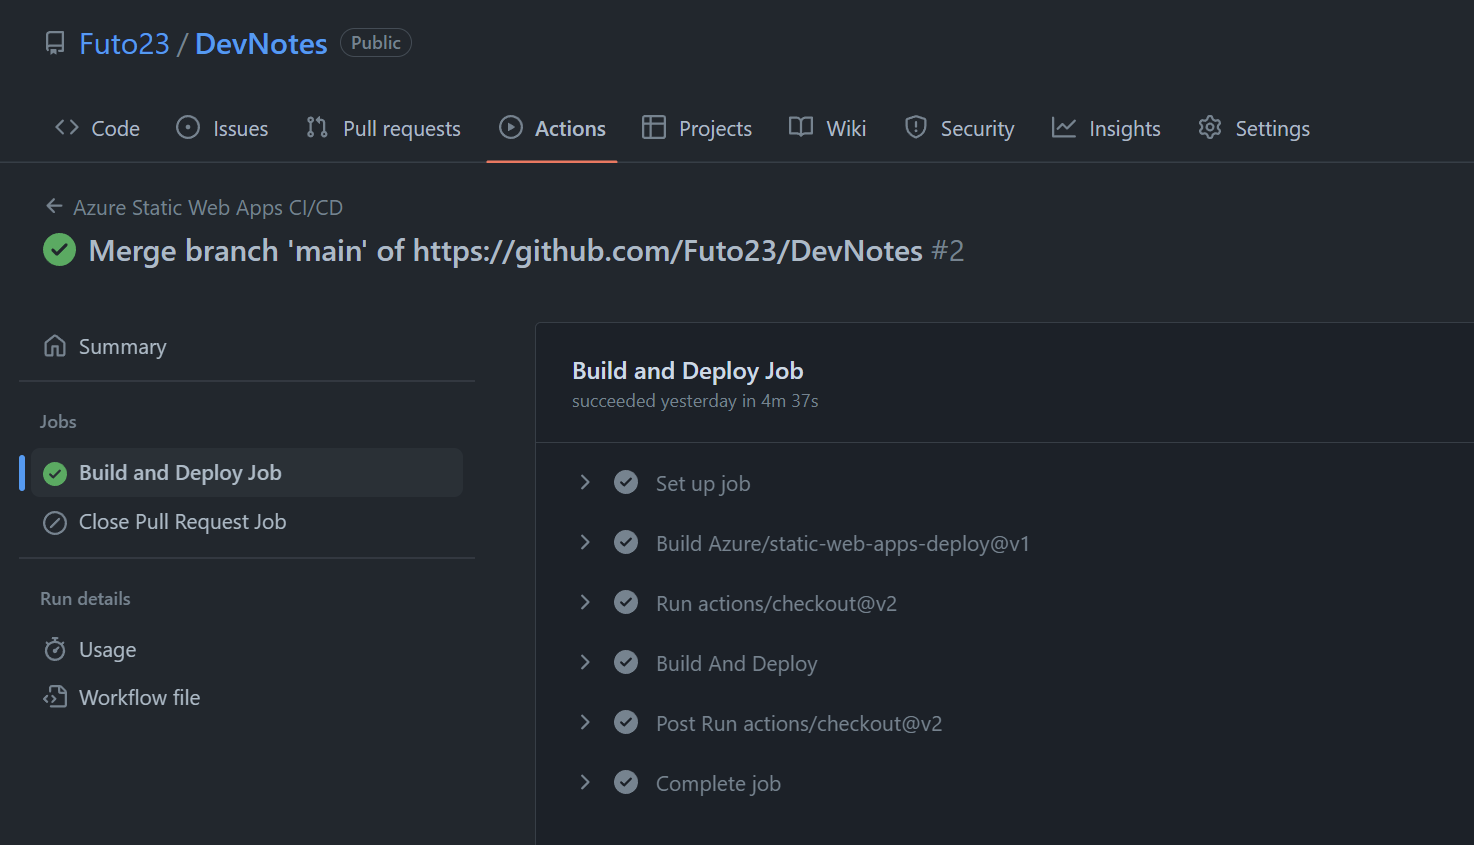 Futo23 / DevNotes Public
Code Issues Pull requests Actions Projects Wiki Security Insights Settings
Azure Static Web Apps CI/CD
Merge branch 'main' of https://github.com/Futo23/DevNotes #2
Summary
Jobs
Build and Deploy Job
Close Pull Request Job
Run details
Usage
Workflow file
Build and Deploy Job
succeeded yesterday in 4m 37s
Set up job
Build Azure/static-web-apps-deploy@v1
Run actions/checkout@v2
Build And Deploy
Post Run actions/checkout@v2
Complete job